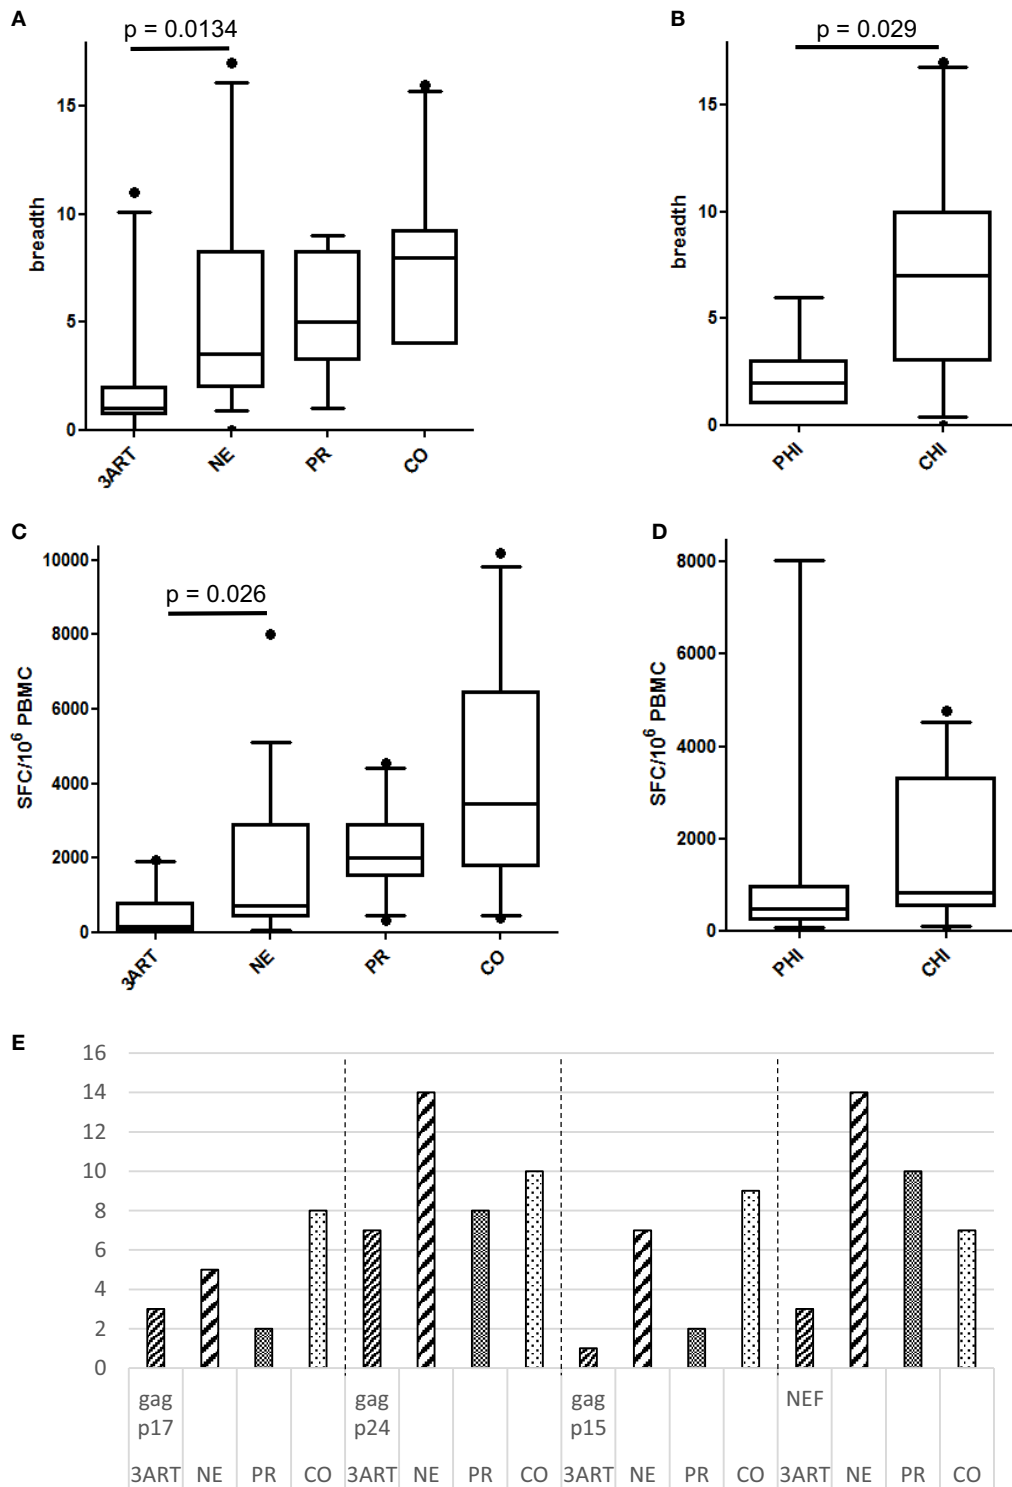 A
p = 0.0134
breadth
15
10
5
0
3ART NE PR CO
B
p = 0.029
breadth
15
10
5
0
PHI CHI
C
p = 0.026
SFC/10⁶ PBMC
10000
8000
6000
4000
2000
0
3ART NE PR CO
D
SFC/10⁶ PBMC
8000
6000
4000
2000
0
PHI CHI
E
16
14
12
10
8
6
4
2
0
gag gag gag NEF
p17 p24 p15
3ART NE PR CO 3ART NE PR CO 3ART NE PR CO 3ART NE PR CO